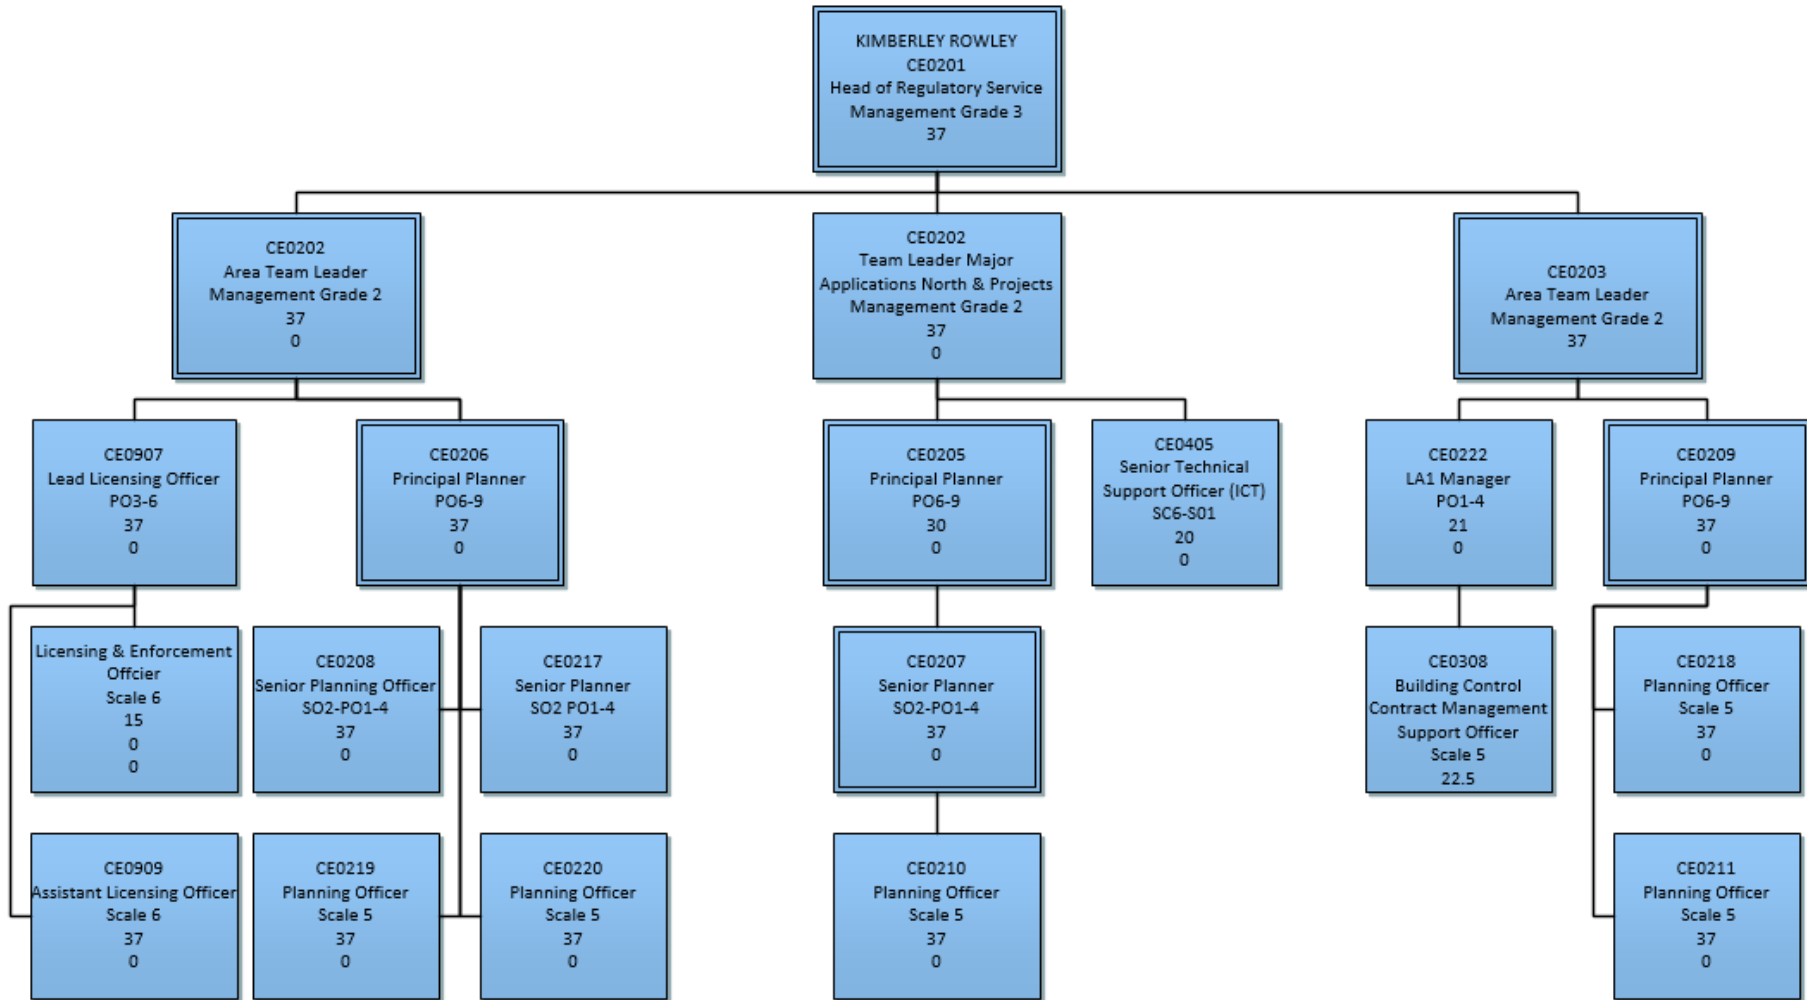 KIMBERLEY ROWLEY
CE0201
Head of Regulatory Service
Management Grade 3
37
CE0202
Area Team Leader
Management Grade 2
37
0
CE0202
Team Leader Major
Applications North & Projects
Management Grade 2
37
0
CE0203
Area Team Leader
Management Grade 2
37
CE0907
Lead Licensing Officer
PO3-6
37
0
CE0206
Principal Planner
PO6-9
37
0
CE0205
Principal Planner
PO6-9
30
0
CE0405
Senior Technical
Support Officer (ICT)
SC6-S01
20
0
CE0222
LA1 Manager
PO1-4
21
0
CE0209
Principal Planner
PO6-9
37
0
Licensing & Enforcement
Offcier
Scale 6
15
0
0
CE0208
Senior Planning Officer
SO2-PO1-4
37
0
CE0217
Senior Planner
SO2 PO1-4
37
0
CE0207
Senior Planner
SO2-PO1-4
37
0
CE0308
Building Control
Contract Management
Support Officer
Scale 5
22.5
CE0218
Planning Officer
Scale 5
37
0
CE0909
Assistant Licensing Officer
Scale 6
37
0
CE0219
Planning Officer
Scale 5
37
0
CE0220
Planning Officer
Scale 5
37
0
CE0210
Planning Officer
Scale 5
37
0
CE0211
Planning Officer
Scale 5
37
0